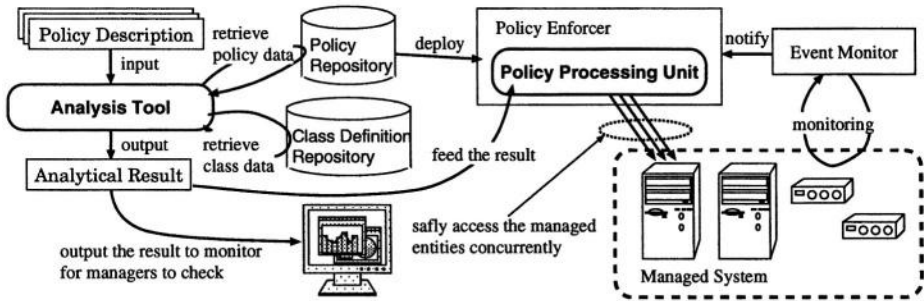 Policy Description
input
Analysis Tool
output
Analytical Result
retrieve
policy data
Policy
Repository
retrieve
class data
Class Definition
Repository
deploy
Policy Enforcer
Policy Processing Unit
notify
Event Monitor
monitoring
feed the result
output the result to monitor
for managers to check
safly access the managed
entities concurrently
Managed System